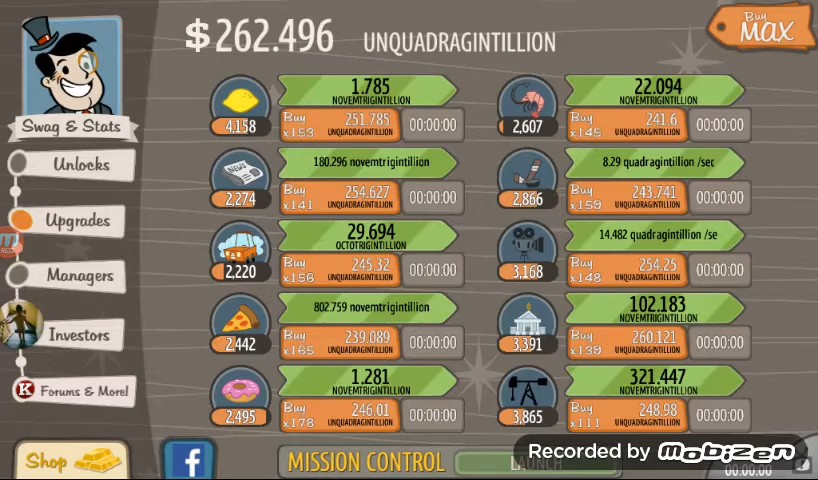 $262.496 UNQUADRAGINTILLION
Buy
MAX
Swag & Stats
Unlocks
Upgrades
Managers
Investors
K Forums & More!
Shop
f
4,158
1.785
NOVEMTRIGINTILLION
Buy
x153
251.785
UNQUADRAGINTILLION
00:00:00
2,274
NEWS
180.296 novemtrigintillion
Buy
x141
254.627
UNQUADRAGINTILLION
00:00:00
2,220
29.694
OCTOTRIGINTILLION
Buy
x156
245.32
UNQUADRAGINTILLION
00:00:00
2,442
802.759 novemtrigintillion
Buy
x165
239.089
UNQUADRAGINTILLION
00:00:00
2,495
1.281
NOVEMTRIGINTILLION
Buy
x178
246.01
UNQUADRAGINTILLION
00:00:00
2,607
22.094
NOVEMTRIGINTILLION
Buy
x145
241.6
UNQUADRAGINTILLION
00:00:00
2,866
8.29 quadragintillion /sec
Buy
x159
243.741
UNQUADRAGINTILLION
00:00:00
3,168
14.482 quadragintillion /se
Buy
x148
254.25
UNQUADRAGINTILLION
00:00:00
3,391
102.183
NOVEMTRIGINTILLION
Buy
x139
260.121
UNQUADRAGINTILLION
00:00:00
3,865
321.447
NOVEMTRIGINTILLION
Buy
x111
248.98
UNQUADRAGINTILLION
00:00:00
MISSION CONTROL
LAUNCH
Recorded by Mobizen
00:00:00